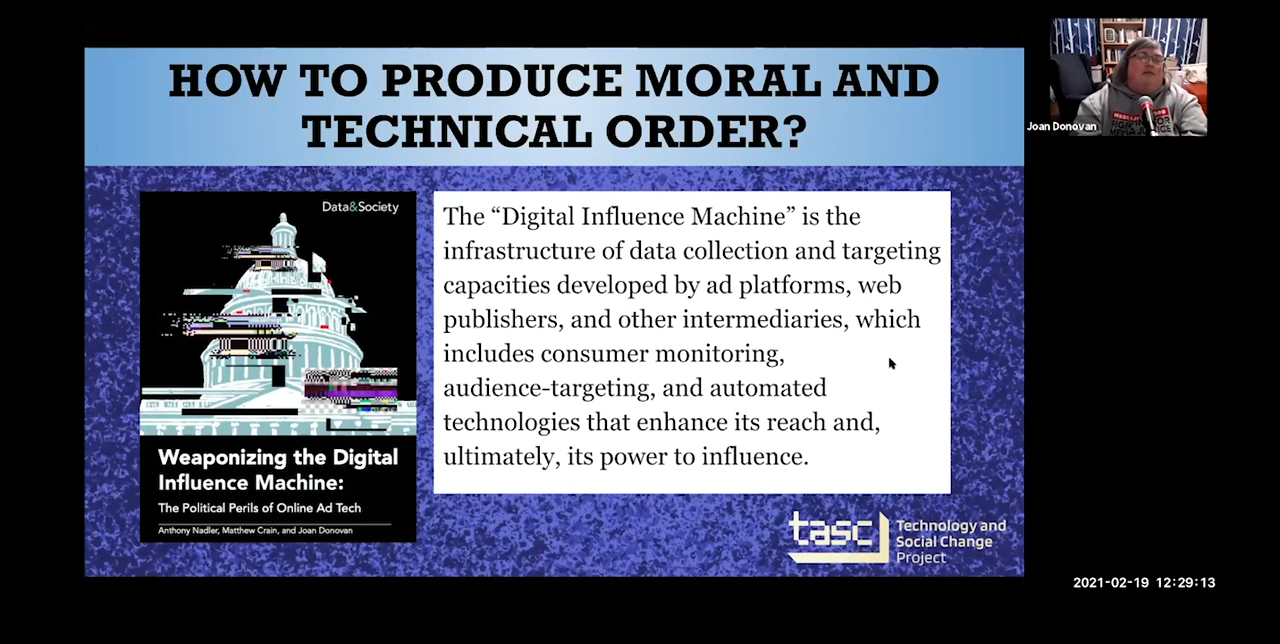 HOW TO PRODUCE MORAL AND
TECHNICAL ORDER?
Data&Society
Weaponizing the Digital
Influence Machine:
The Political Perils of Online Ad Tech
Anthony Nadler, Matthew Crain, and Joan Donovan
The “Digital Influence Machine” is the
infrastructure of data collection and targeting
capacities developed by ad platforms, web
publishers, and other intermediaries, which
includes consumer monitoring,
audience-targeting, and automated
technologies that enhance its reach and,
ultimately, its power to influence.
tasc
Technology and
Social Change
Project
Joan Donovan
2021-02-19 12:29:13